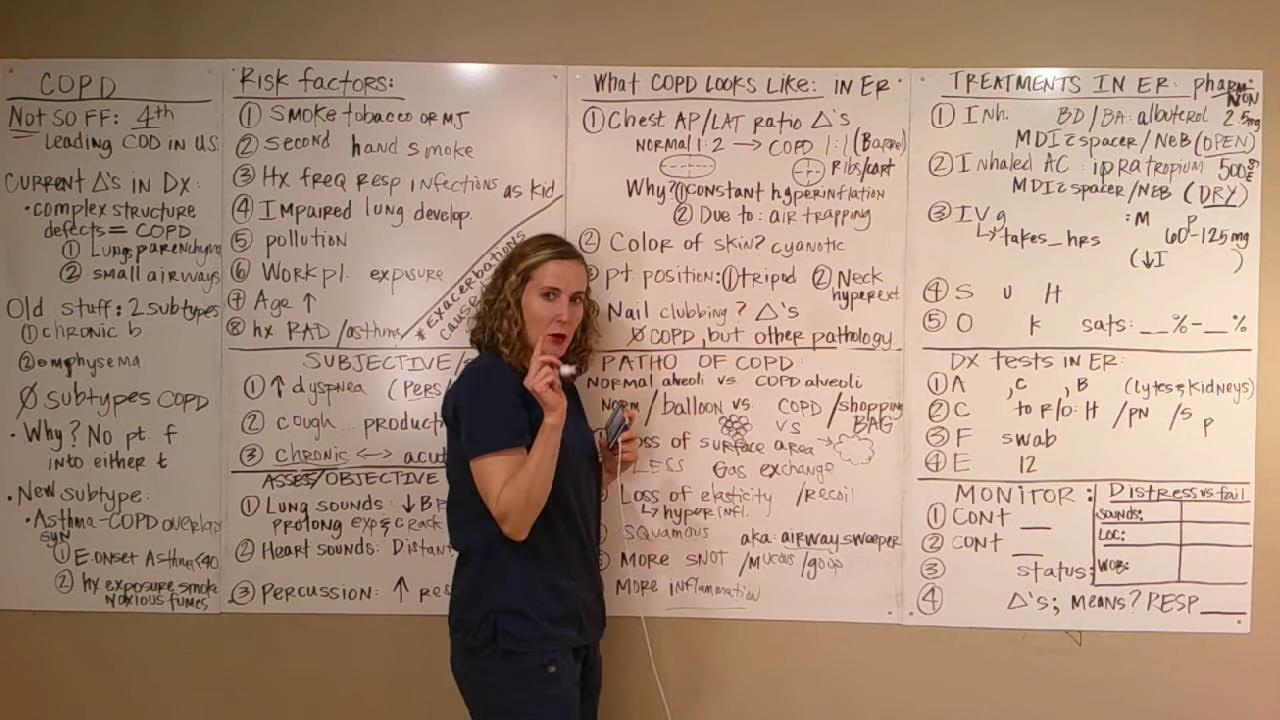 COPD
NOT SO FF: 4th
Leading COD in US
CURRENT Δ's IN DX:
• complex structure
defects = COPD
① Lungs parenchyma
② small airways
Old stuff: 2 subtypes
① chronic b
② emphysema
Ø subtypes COPD
• Why? No pt. f
into either t
• New subtype:
• Asthma-COPD overlap
syn
① E.onset Asthma <40
② hx exposure smoke
noxious fumes
Risk factors:
① Smoke tobacco or MJ
② Second hand smoke
③ Hx freq resp infections as kid
④ Impaired lung develop.
⑤ pollution
⑥ Workpl. exposure
⑦ Age ↑
⑧ hx RAD/asthma
* Exacerbations
cause
SUBJECTIVE/
① ↑ dyspnea (PERS/
② cough ... producti
③ chronic <-> acut
ASSES/OBJECTIVE
① Lung sounds: ↓ BR
PROLONG exp & crack
② Heart sounds: Distant
③ Percussion: ↑ res
What COPD Looks Like: in ER
① Chest AP/LAT ratio Δ's
NORMAL 1:2 → COPD 1:1 (Barrel)
Ribs/cart
Why? ① constant hyperinflation
② Due to: air trapping
② Color of skin? cyanotic
pt. position: ① tripod ② Neck
hyperext
Nail clubbing? Δ's
Ø COPD, but other pathology
PATHO OF COPD:
NORMAL alveoli vs. COPD alveoli
NORM/balloon vs. COPD/shopping
VS BAG
Loss of surface area
LESS Gas exchange
Loss of elasticity /Recoil
↳ hyperinfl.
SQUAMOUS aka: airway sweeper
More SNOT /mucous/goop
More inflammation
TREATMENTS IN ER: pharm
NON
① Inh. BD/BA: albuterol 2.5mg
MDI c̄ spacer/NEB (OPEN)
② Inhaled AC: ipratropium 500
MDI c̄ spacer/NEB (DRY)
③ IV g : M P
↳ takes _ hrs 60-125 mg
(↓I )
④ S u H
⑤ O k sats: __%-__%
DX tests in ER:
① A , C , B (lytes & kidneys)
② C to R/O: H /PN /S P
③ F swab
④ E 12
MONITOR:
① CONT __
② CONT __
③ status:
④ Δ's; means? RESP ____
Distress vs fail
SOUNDS:
LOC:
WOB: